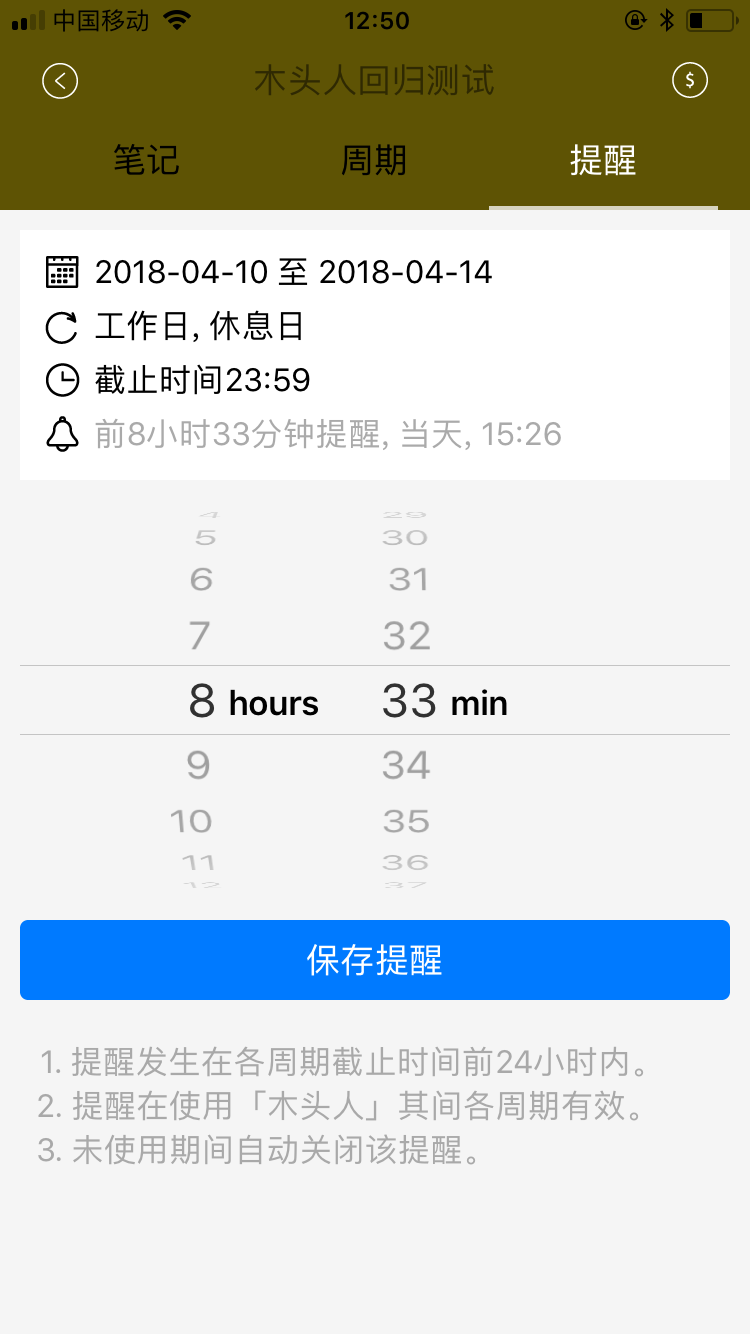 中国移动 12:50
木头人回归测试 $
笔记 周期 提醒
2018-04-10 至 2018-04-14
工作日, 休息日
截止时间23:59
前8小时33分钟提醒, 当天, 15:26
4 29
5 30
6 31
7 32
8 hours 33 min
9 34
10 35
11 36
12 37
保存提醒
1. 提醒发生在各周期截止时间前24小时内。
2. 提醒在使用「木头人」其间各周期有效。
3. 未使用期间自动关闭该提醒。